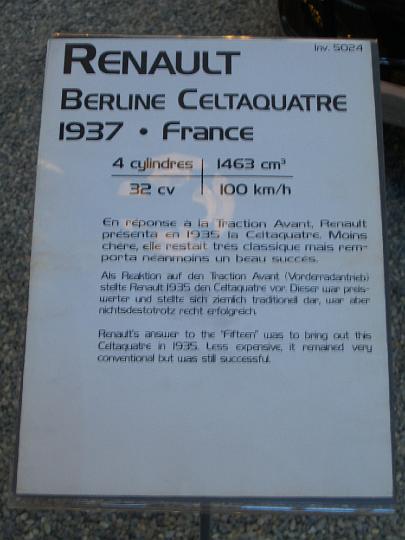 Inv. 5024
RENAULT
BERLINE CELTAQUATRE
1937 • FRANCE
4 cylindres | 1463 cm³
32 cv | 100 km/h
En réponse à la Traction Avant, Renault
présenta en 1935 la Celtaquatre. Moins
chère, elle restait très classique mais rem-
porta néanmoins un beau succès.
Als Reaktion auf den Traction Avant (Vorderradantrieb)
stellte Renault 1935 den Celtaquatre vor. Dieser war preis-
werter und stellte sich ziemlich traditionell dar, war aber
nichtsdestotrotz recht erfolgreich.
Renault's answer to the "Fifteen" was to bring out this
Celtaquatre in 1935. Less expensive, it remained very
conventional but was still successful.